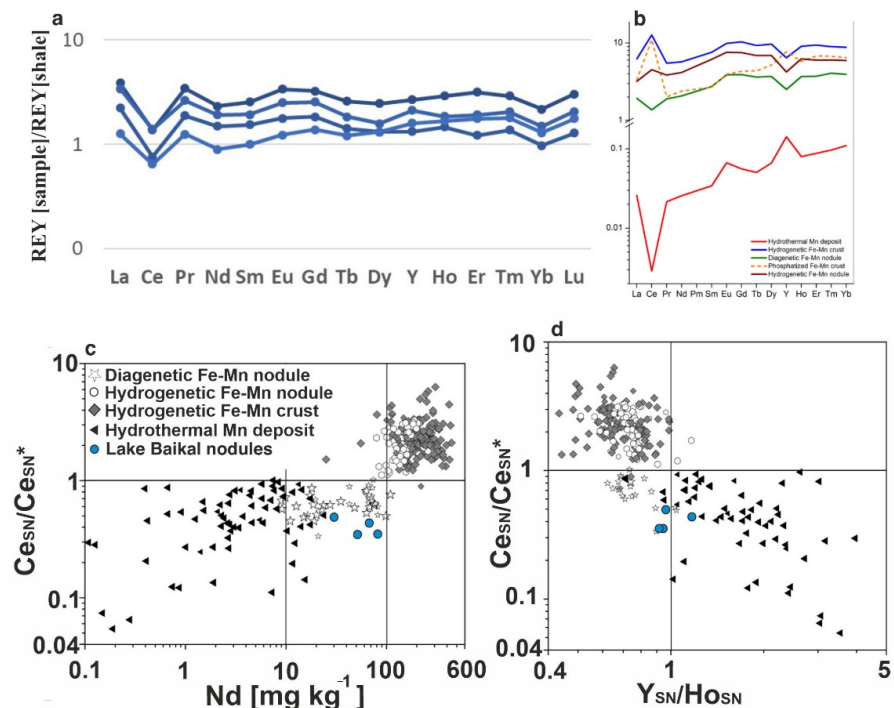 a
10
1
0
REY [sample]/REY[shale]
La Ce Pr Nd Sm Eu Gd Tb Dy Y Ho Er Tm Yb Lu
b
10
1
0.1
0.01
Hydrothermal Mn deposit
Hydrogenetic Fe-Mn crust
Diagenetic Fe-Mn nodule
Phosphatized Fe-Mn crust
Hydrogenetic Fe-Mn nodule
La Ce Pr Nd Pm Sm Eu Gd Tb Dy Y Ho Er Tm Yb
c
10
1
0.1
0.04
CeSN/CeSN*
Diagenetic Fe-Mn nodule
Hydrogenetic Fe-Mn nodule
Hydrogenetic Fe-Mn crust
Hydrothermal Mn deposit
Lake Baikal nodules
0.1 1 10 100 600
Nd [mg kg⁻¹]
d
10
1
0.1
0.04
CeSN/CeSN*
0.4 1 5
YSN/HoSN